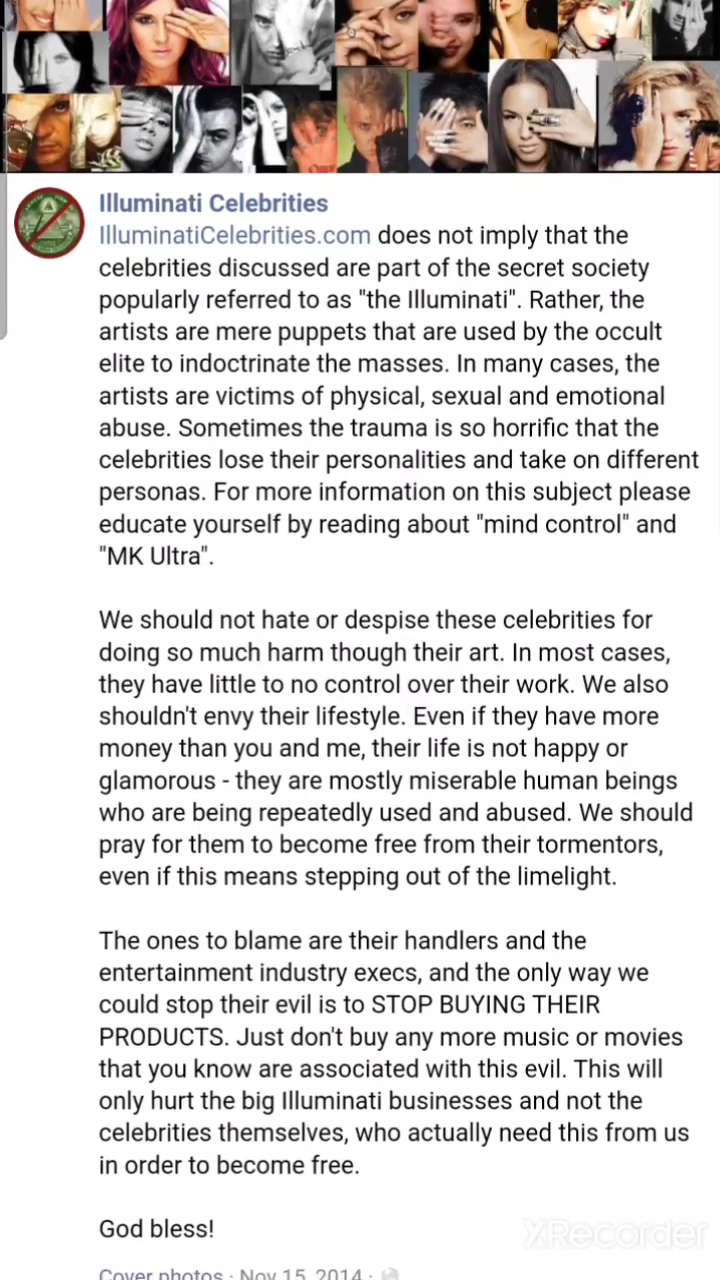 Illuminati Celebrities
IlluminatiCelebrities.com does not imply that the
celebrities discussed are part of the secret society
popularly referred to as "the Illuminati". Rather, the
artists are mere puppets that are used by the occult
elite to indoctrinate the masses. In many cases, the
artists are victims of physical, sexual and emotional
abuse. Sometimes the trauma is so horrific that the
celebrities lose their personalities and take on different
personas. For more information on this subject please
educate yourself by reading about "mind control" and
"MK Ultra".
We should not hate or despise these celebrities for
doing so much harm though their art. In most cases,
they have little to no control over their work. We also
shouldn't envy their lifestyle. Even if they have more
money than you and me, their life is not happy or
glamorous - they are mostly miserable human beings
who are being repeatedly used and abused. We should
pray for them to become free from their tormentors,
even if this means stepping out of the limelight.
The ones to blame are their handlers and the
entertainment industry execs, and the only way we
could stop their evil is to STOP BUYING THEIR
PRODUCTS. Just don't buy any more music or movies
that you know are associated with this evil. This will
only hurt the big Illuminati businesses and not the
celebrities themselves, who actually need this from us
in order to become free.
God bless!
XRecorder
Cover photos · Nov 15, 2014 ·